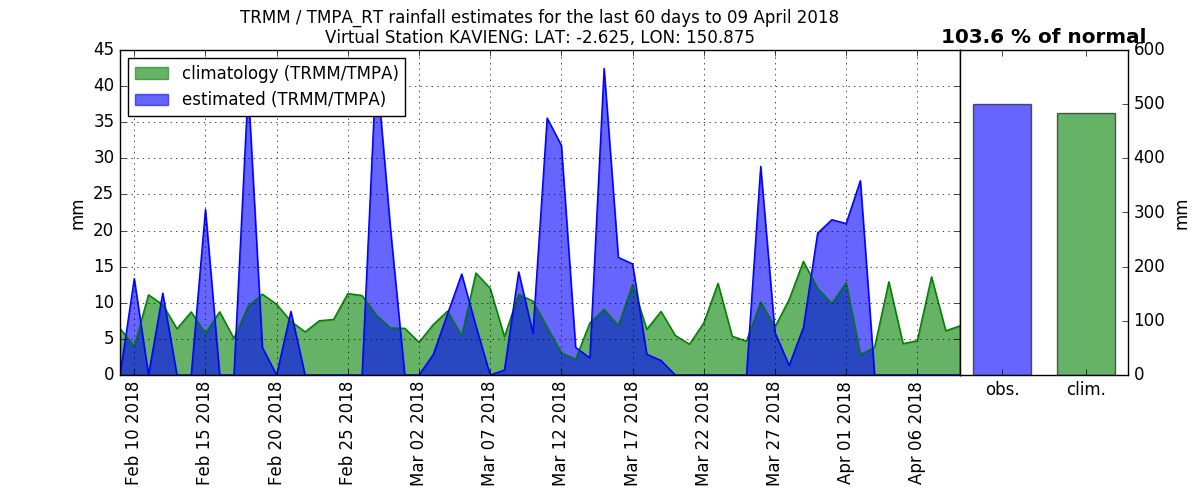 TRMM / TMPA_RT rainfall estimates for the last 60 days to 09 April 2018
Virtual Station KAVIENG: LAT: -2.625, LON: 150.875
103.6 % of normal
climatology (TRMM/TMPA)
estimated (TRMM/TMPA)
45
40
35
30
25
20
15
10
5
0
mm
Feb 10 2018
Feb 15 2018
Feb 20 2018
Feb 25 2018
Mar 02 2018
Mar 07 2018
Mar 12 2018
Mar 17 2018
Mar 22 2018
Mar 27 2018
Apr 01 2018
Apr 06 2018
obs.
clim.
600
500
400
300
200
100
0
mm